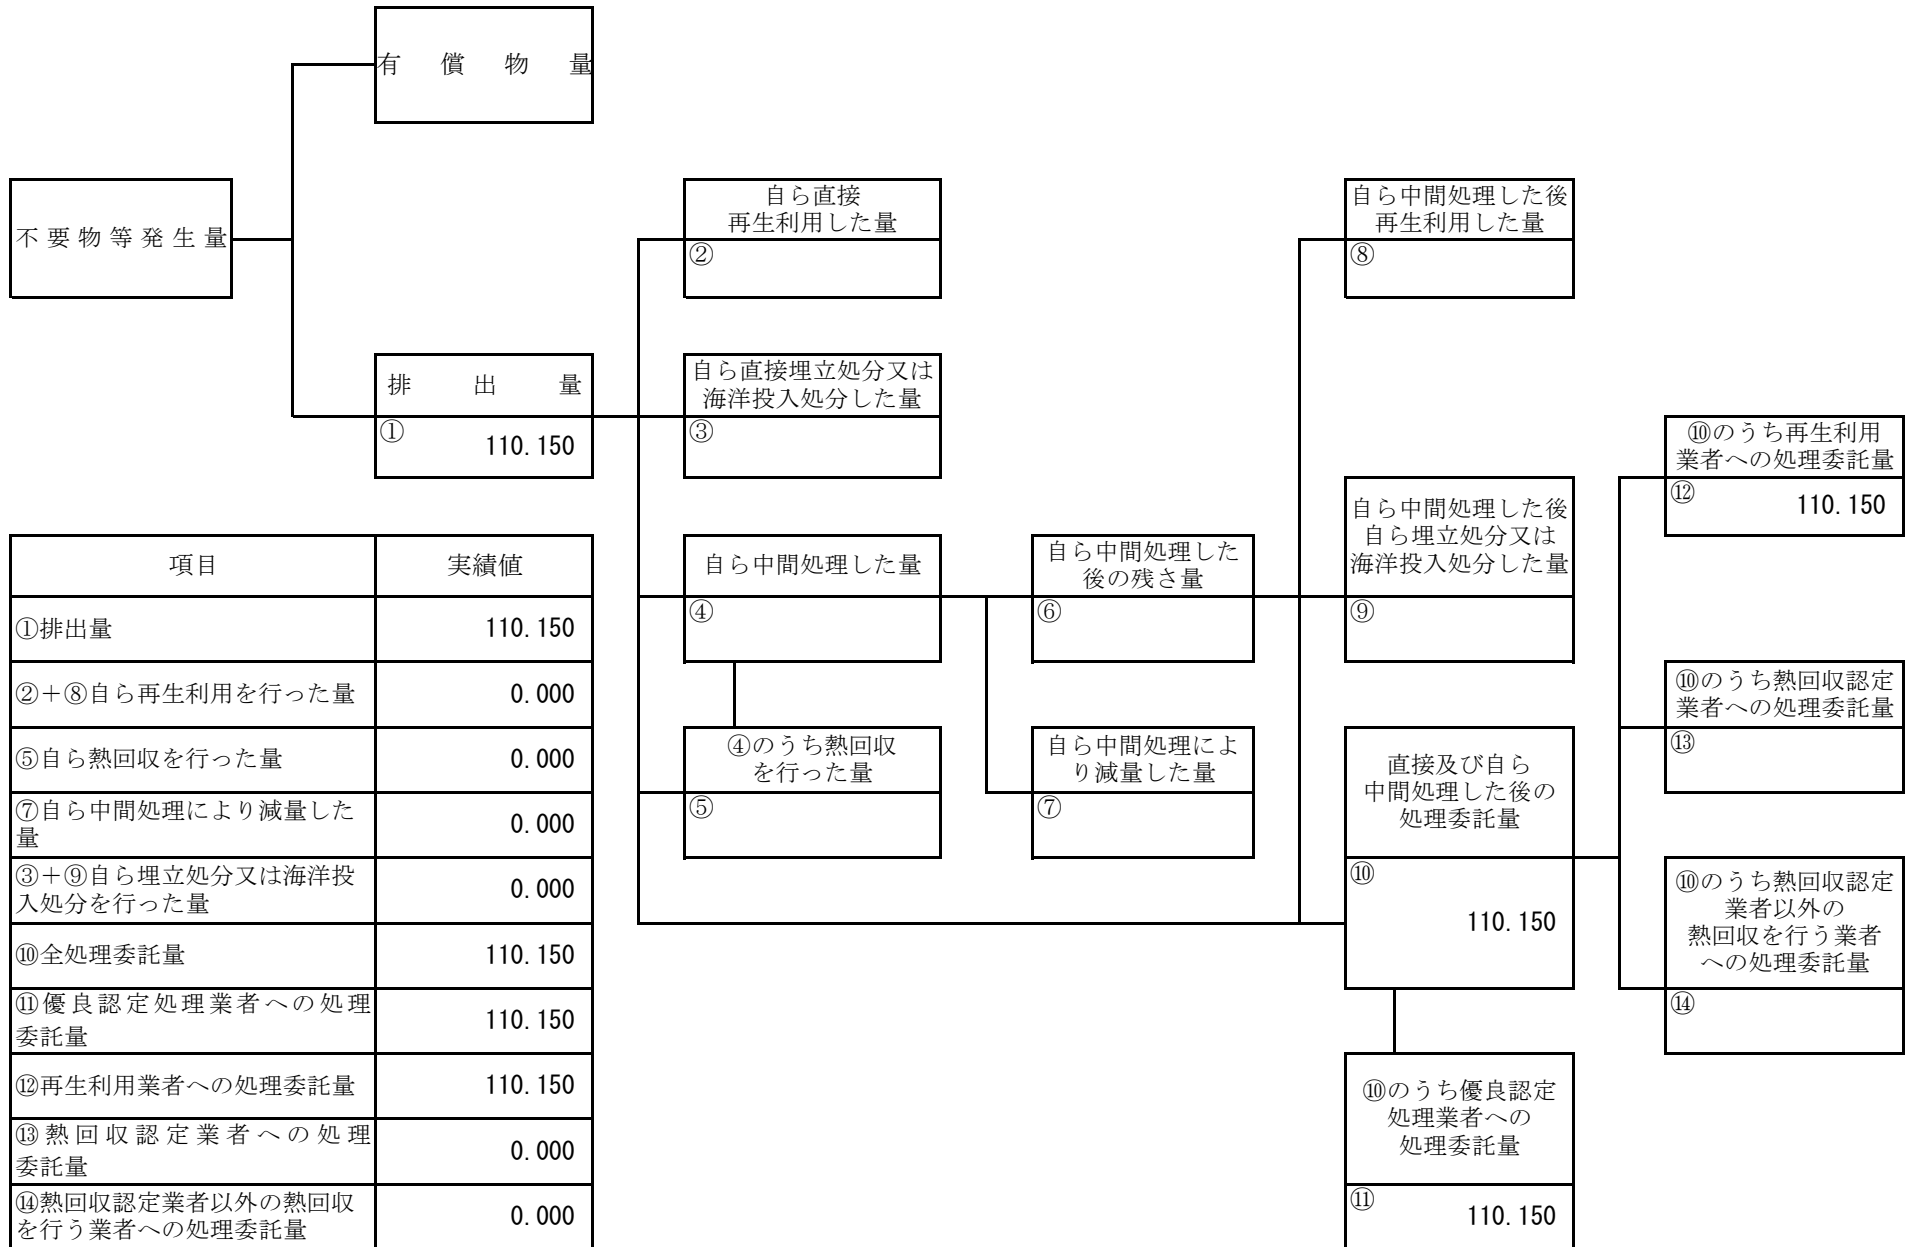 有償物量
不要物等発生量
自ら直接
再生利用した量
②
自ら中間処理した後
再生利用した量
⑧
排出量
①
110.150
自ら直接埋立処分又は
海洋投入処分した量
③
⑩のうち再生利用
業者への処理委託量
⑫
110.150
自ら中間処理した量
④
自ら中間処理した
後の残さ量
⑥
自ら中間処理した後
自ら埋立処分又は
海洋投入処分した量
⑨
⑩のうち熱回収認定
業者への処理委託量
⑬
④のうち熱回収
を行った量
⑤
自ら中間処理によ
り減量した量
⑦
直接及び自ら
中間処理した後の
処理委託量
⑩
110.150
⑩のうち熱回収認定
業者以外の
熱回収を行う業者
への処理委託量
⑭
⑩のうち優良認定
処理業者への
処理委託量
⑪
110.150
項目 実績値
①排出量 110.150
②＋⑧自ら再生利用を行った量 0.000
⑤自ら熱回収を行った量 0.000
⑦自ら中間処理により減量した
量 0.000
③＋⑨自ら埋立処分又は海洋投
入処分を行った量 0.000
⑩全処理委託量 110.150
⑪優良認定処理業者への処理
委託量 110.150
⑫再生利用業者への処理委託量 110.150
⑬熱回収認定業者への処理
委託量 0.000
⑭熱回収認定業者以外の熱回収
を行う業者への処理委託量 0.000